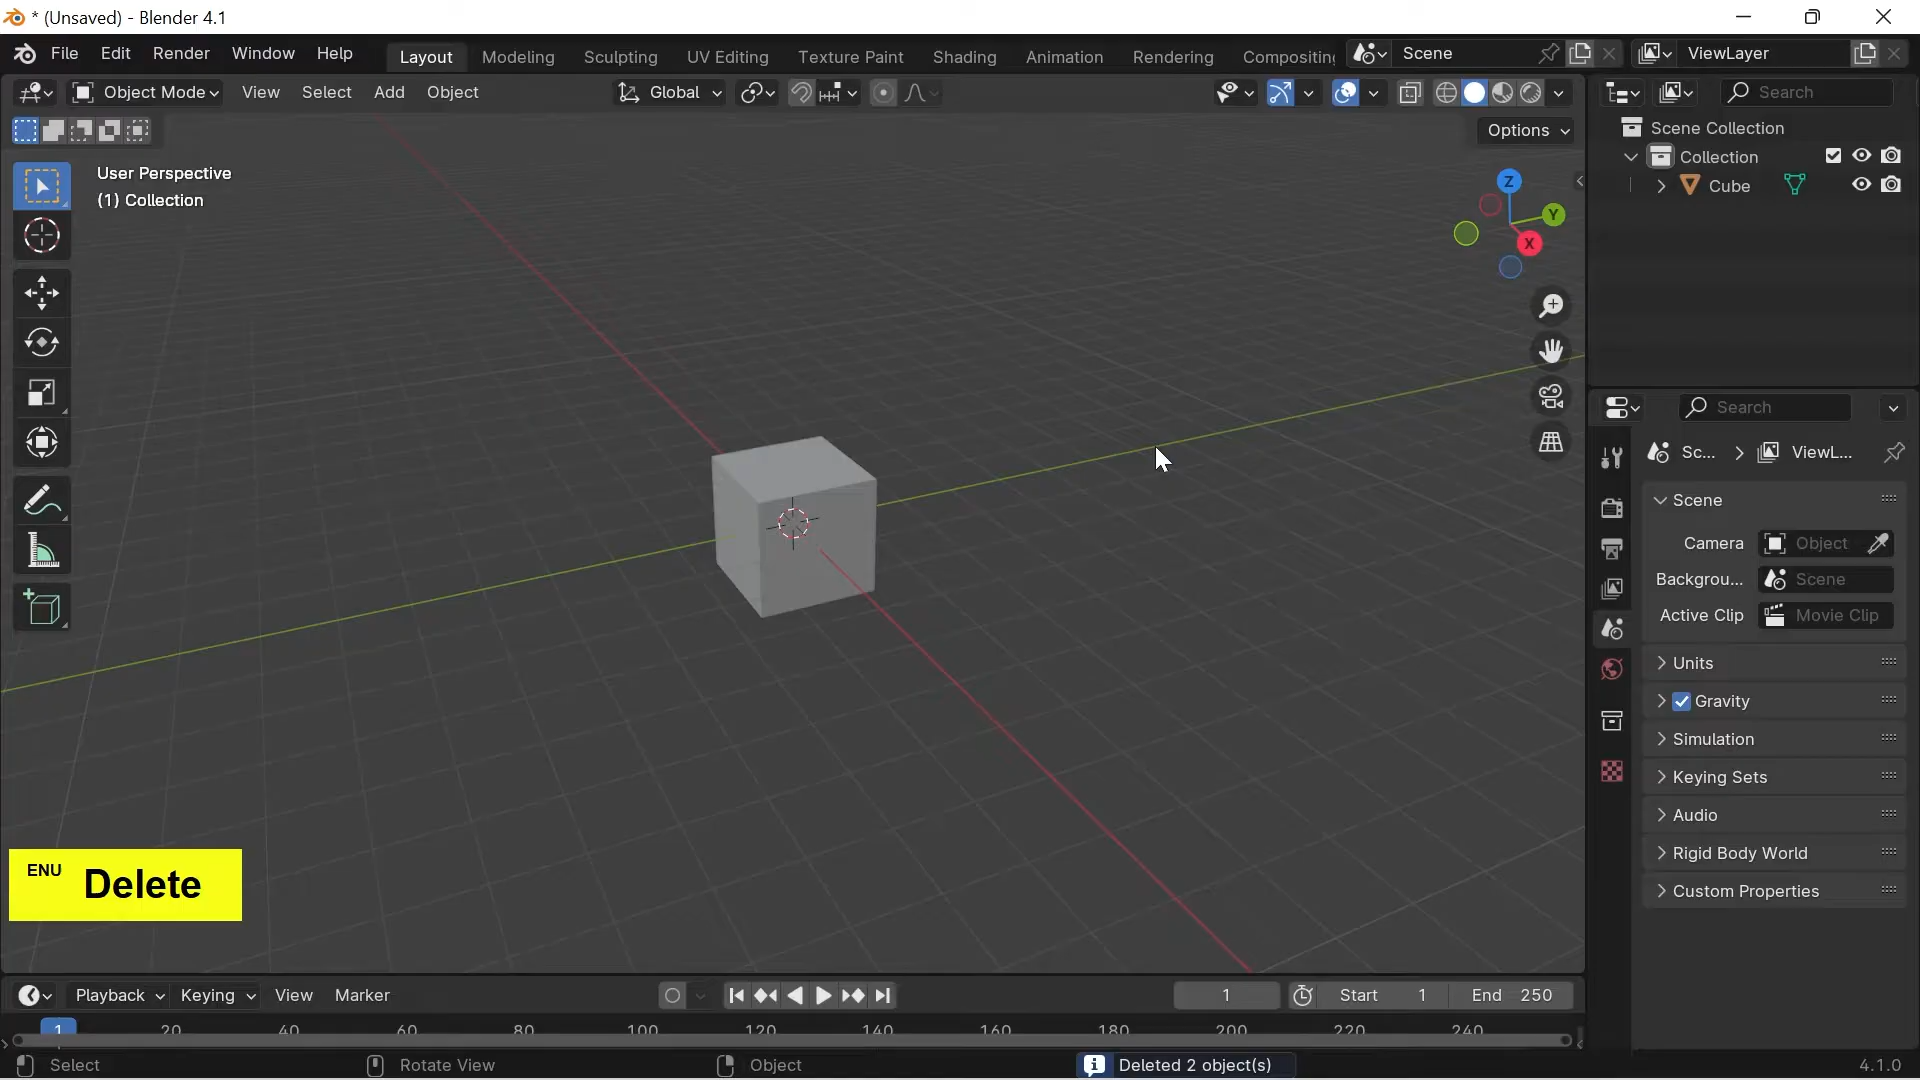 * (Unsaved) - Blender 4.1
File Edit Render Window Help Layout Modeling Sculpting UV Editing Texture Paint Shading Animation Rendering Compositing Scene ViewLayer
Object Mode View Select Add Object Global Search
Options
User Perspective
(1) Collection
Z
Y
X
Scene Collection
Collection
Cube
Search
Sc... ViewL...
Scene
Camera Object
Backgrou... Scene
Active Clip Movie Clip
Units
Gravity
Simulation
Keying Sets
Audio
Rigid Body World
Custom Properties
ENU Delete
Playback Keying View Marker 1 Start 1 End 250
1 20 40 60 80 100 120 140 160 180 200 220 240
Select Rotate View Object Deleted 2 object(s) 4.1.0